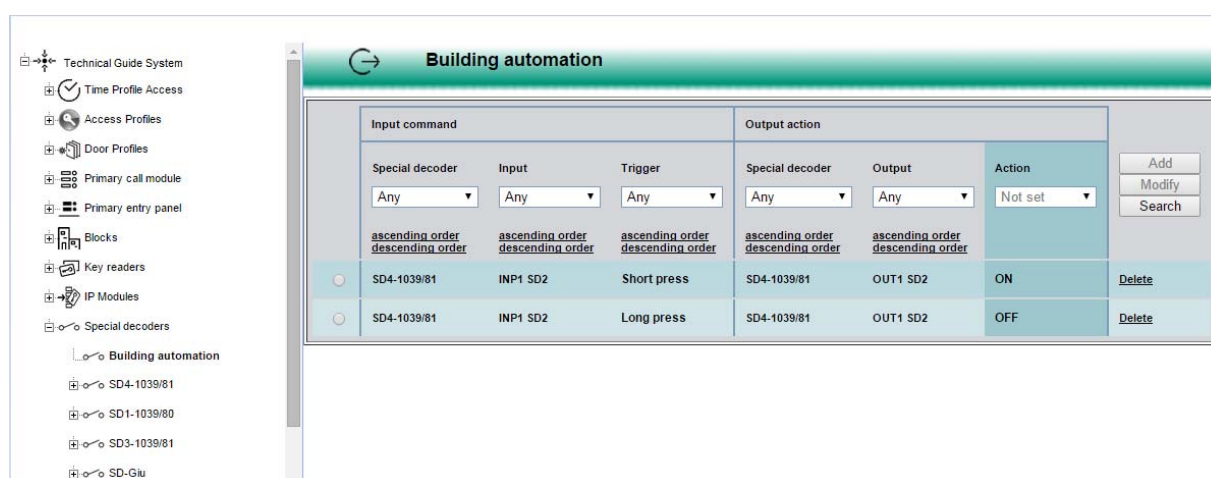 Technical Guide System
Time Profile Access
Access Profiles
Door Profiles
Primary call module
Primary entry panel
Blocks
Key readers
IP Modules
Special decoders
Building automation
SD4-1039/81
SD1-1039/80
SD3-1039/81
SD-Giu
Building automation
Input command Output action
Special decoder Input Trigger Special decoder Output Action
Any Any Any Any Any Not set
Add
Modify
Search
ascending order ascending order ascending order ascending order ascending order
descending order descending order descending order descending order descending order
SD4-1039/81 INP1 SD2 Short press SD4-1039/81 OUT1 SD2 ON Delete
SD4-1039/81 INP1 SD2 Long press SD4-1039/81 OUT1 SD2 OFF Delete